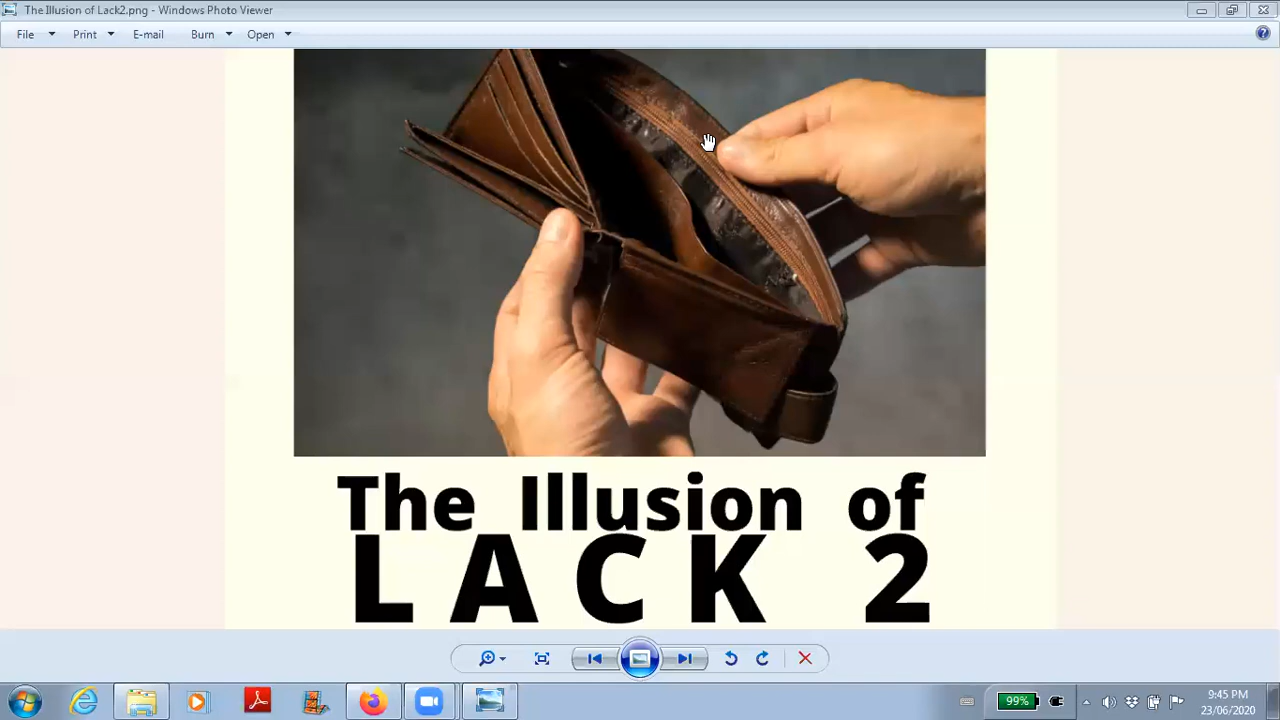 The Illusion of Lack2.png - Windows Photo Viewer
File Print E-mail Burn Open
The Illusion of
LACK 2
99%
9:45 PM
23/06/2020